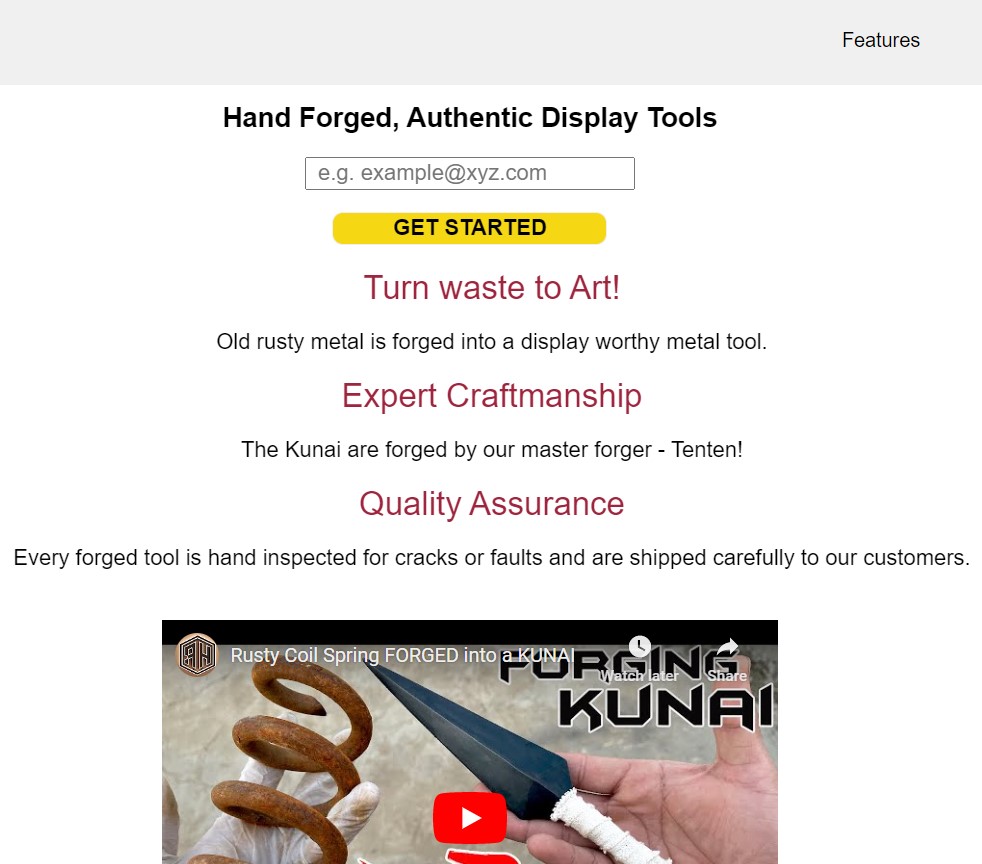 Features
Hand Forged, Authentic Display Tools
e.g. example@xyz.com
GET STARTED
Turn waste to Art!
Old rusty metal is forged into a display worthy metal tool.
Expert Craftmanship
The Kunai are forged by our master forger - Tenten!
Quality Assurance
Every forged tool is hand inspected for cracks or faults and are shipped carefully to our customers.
Rusty Coil Spring FORGED into a KUNAI
Watch later
Share
FORGING
KUNAI